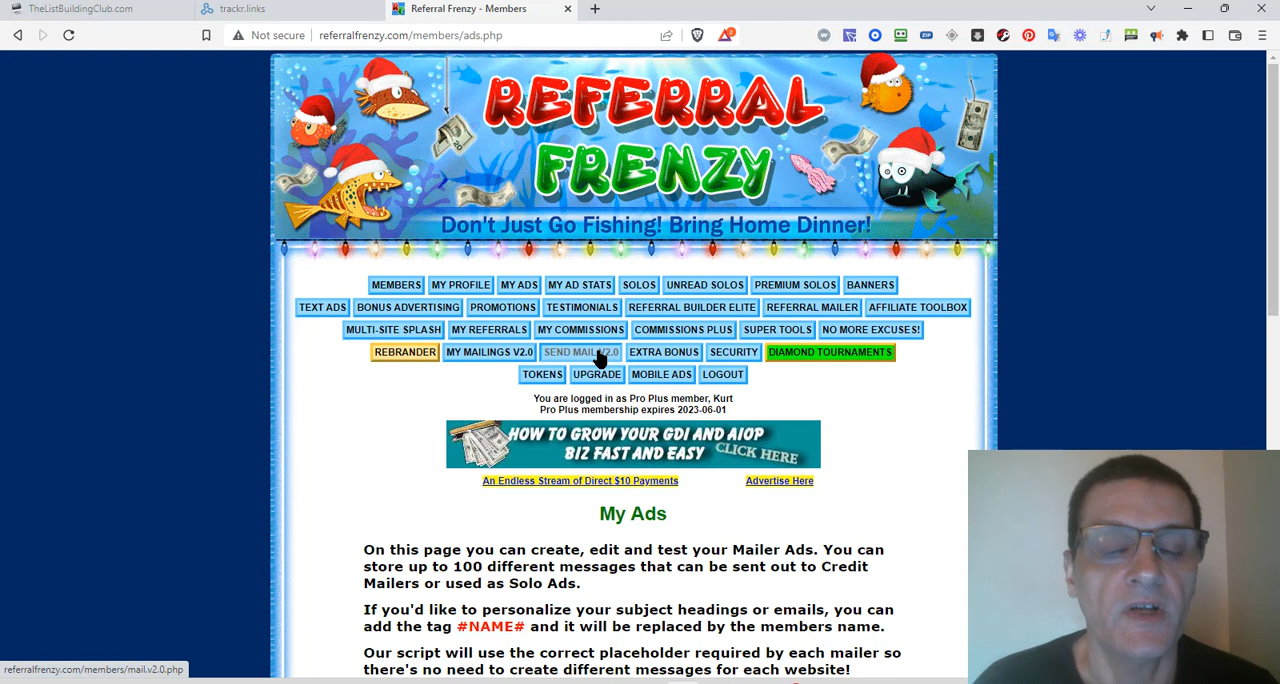 TheListBuildingClub.com
trackr.links
Referral Frenzy - Members
Not secure
referralfrenzy.com/members/ads.php
REFERRAL
FRENZY
Don't Just Go Fishing! Bring Home Dinner!
MEMBERS MY PROFILE MY ADS MY AD STATS SOLOS UNREAD SOLOS PREMIUM SOLOS BANNERS
TEXT ADS BONUS ADVERTISING PROMOTIONS TESTIMONIALS REFERRAL BUILDER ELITE REFERRAL MAILER AFFILIATE TOOLBOX
MULTI-SITE SPLASH MY REFERRALS MY COMMISSIONS COMMISSIONS PLUS SUPER TOOLS NO MORE EXCUSES!
REBRANDER MY MAILINGS V2.0 SEND MAIL V2.0 EXTRA BONUS SECURITY DIAMOND TOURNAMENTS
TOKENS UPGRADE MOBILE ADS LOGOUT
You are logged in as Pro Plus member, Kurt
Pro Plus membership expires 2023-06-01
HOW TO GROW YOUR GDI AND AIOP
BIZ FAST AND EASY CLICK HERE
An Endless Stream of Direct $10 Payments Advertise Here
My Ads
On this page you can create, edit and test your Mailer Ads. You can
store up to 100 different messages that can be sent out to Credit
Mailers or used as Solo Ads.
If you'd like to personalize your subject headings or emails, you can
add the tag #NAME# and it will be replaced by the members name.
Our script will use the correct placeholder required by each mailer so
there's no need to create different messages for each website!
referralfrenzy.com/members/mail.v2.0.php